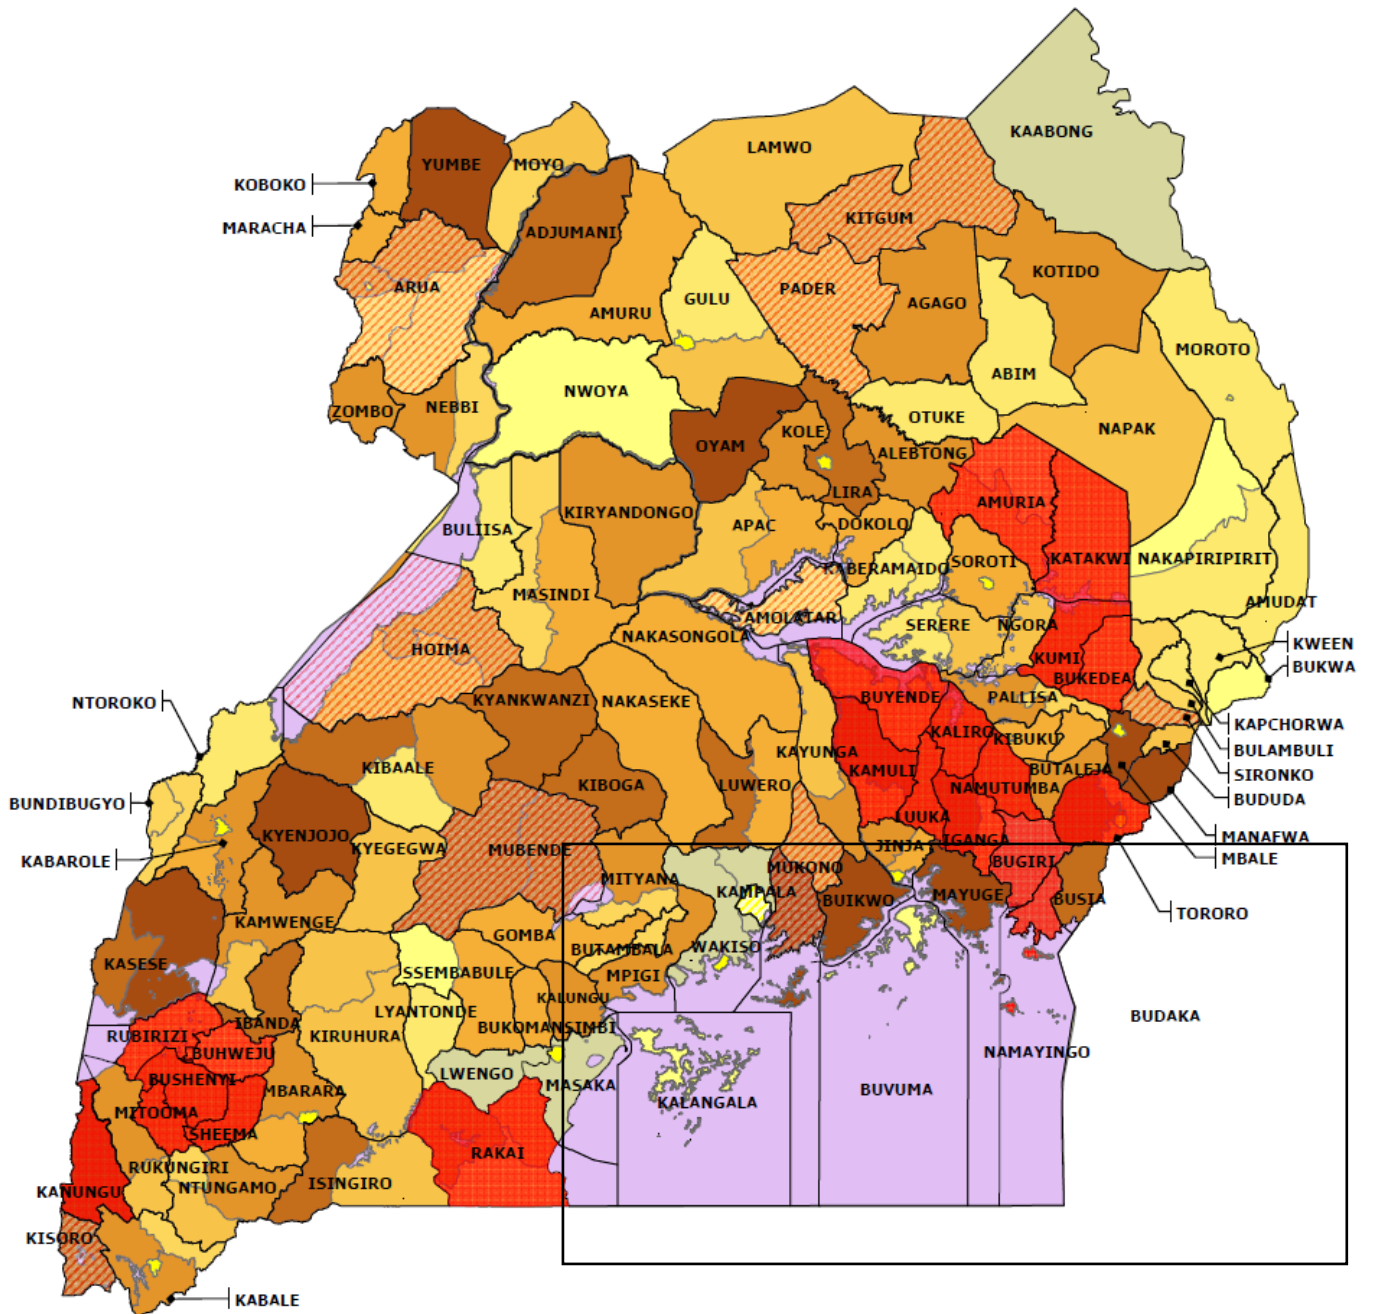 KAABONG
LAMWO
YUMBE
MOYO
KOBOKO
KITGUM
MARACHA
ADJUMANI
KOTIDO
ARUA
PADER
GULU
AGAGO
AMURU
MOROTO
ABIM
NWOYA
ZOMBO
NEBBI
OTUKE
NAPAK
KOLE
OYAM
ALEBTONG
LIRA
AMURIA
KIRYANDONGO
APAC
DOKOLO
BULIISA
KATAKWI
NAKAPIRIPIRIT
SOROTI
KABERAMAIDO
MASINDI
AMUDAT
AMOLATAR
SERERE
NGORA
NAKASONGOLA
KWEEN
HOIMA
KUMI
BUKWA
BUKEDEA
BUYENDE
PALLISA
KYANKWANZI
NAKASEKE
NTOROKO
KAPCHORWA
KALIRO
KIBUKU
BULAMBULI
KAYUNGA
KIBAALE
KAMULI
BUTALEJA
SIRONKO
KIBOGA
LUWERO
NAMUTUMBA
BUDUDA
BUNDIBUGYO
LUUKA
KYENJOJO
MANAFWA
IGANGA
JINJA
KYEGEGWA
MUBENDE
MBALE
KABAROLE
BUGIRI
MUKONO
MITYANA
KAMPALA
MAYUGE
BUIKWO
BUSIA
TORORO
KAMWENGE
GOMBA
WAKISO
BUTAMBALA
KASESE
SSEMBABULE
MPIGI
KALUNGU
LYANTONDE
BUDAKA
IBANDA
BUKOMANSIMBI
RUBIRIZI
KIRUHURA
BUHWEJU
NAMAYINGO
LWENGO
BUSHENYI
MASAKA
MBARARA
BUVUMA
KALANGALA
MITOOMA
SHEEMA
RAKAI
RUKUNGIRI
ISINGIRO
NTUNGAMO
KANUNGU
KISORO
KABALE